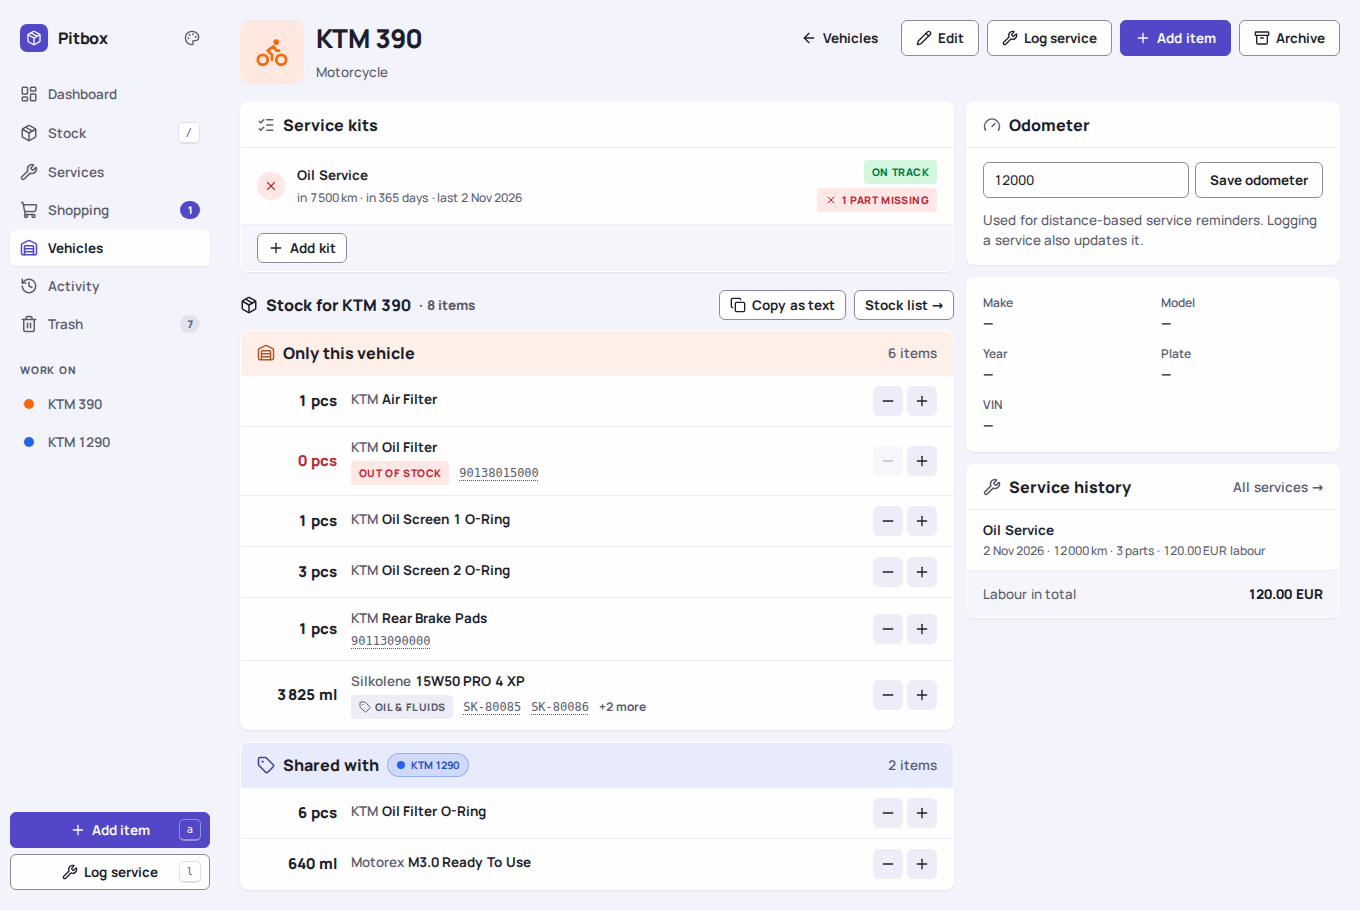 Pitbox
Dashboard
Stock /
Services
Shopping 1
Vehicles
Activity
Trash 7
WORK ON
KTM 390
KTM 1290
Add item a
Log service l
KTM 390
Motorcycle
← Vehicles
Edit
Log service
Add item
Archive
Service kits
Oil Service
in 7 500 km · in 365 days · last 2 Nov 2026
ON TRACK
1 PART MISSING
Add kit
Stock for KTM 390 · 8 items
Copy as text
Stock list →
Only this vehicle 6 items
1 pcs KTM Air Filter
0 pcs KTM Oil Filter
OUT OF STOCK 90138015000
1 pcs KTM Oil Screen 1 O-Ring
3 pcs KTM Oil Screen 2 O-Ring
1 pcs KTM Rear Brake Pads
90113090000
3 825 ml Silkolene 15W50 PRO 4 XP
OIL & FLUIDS SK-80085 SK-80086 +2 more
Shared with KTM 1290 2 items
6 pcs KTM Oil Filter O-Ring
640 ml Motorex M3.0 Ready To Use
Odometer
12000 Save odometer
Used for distance-based service reminders. Logging
a service also updates it.
Make Model
– –
Year Plate
– –
VIN
–
Service history All services →
Oil Service
2 Nov 2026 · 12 000 km · 3 parts · 120.00 EUR labour
Labour in total 120.00 EUR